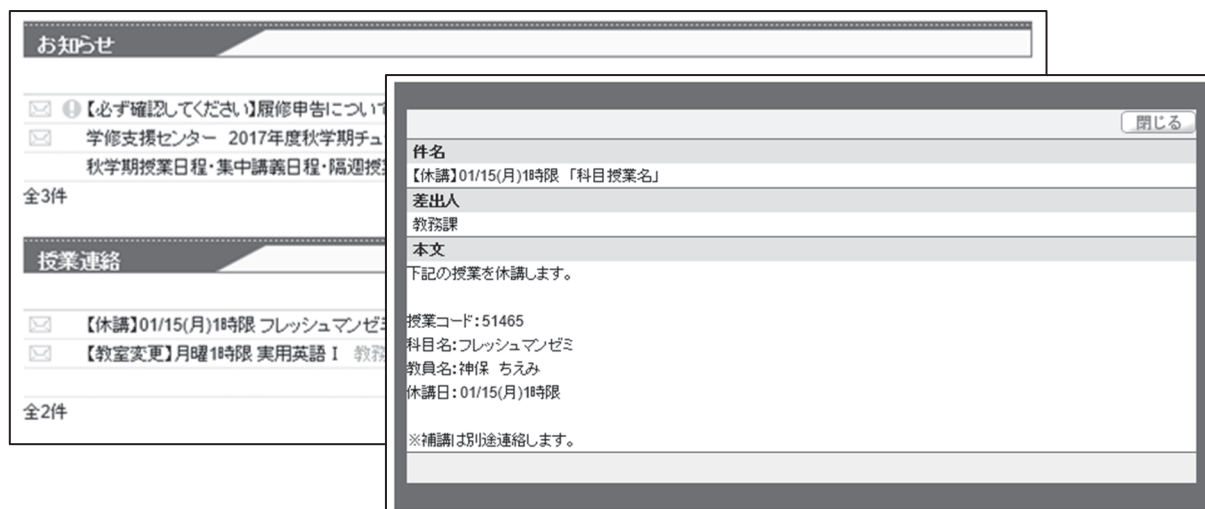 お知らせ
【必ず確認してください】履修申告について
学修支援センター 2017年度秋学期チュ
秋学期授業日程・集中講義日程・隔週授業
全3件
授業連絡
【休講】01/15(月)1時限 フレッシュマンゼミ
【教室変更】月曜1時限 実用英語Ⅰ 教務
全2件
閉じる
件名
【休講】01/15(月)1時限 「科目授業名」
差出人
教務課
本文
下記の授業を休講します。
授業コード:51465
科目名:フレッシュマンゼミ
教員名:神保 ちえみ
休講日:01/15(月)1時限
※補講は別途連絡します。